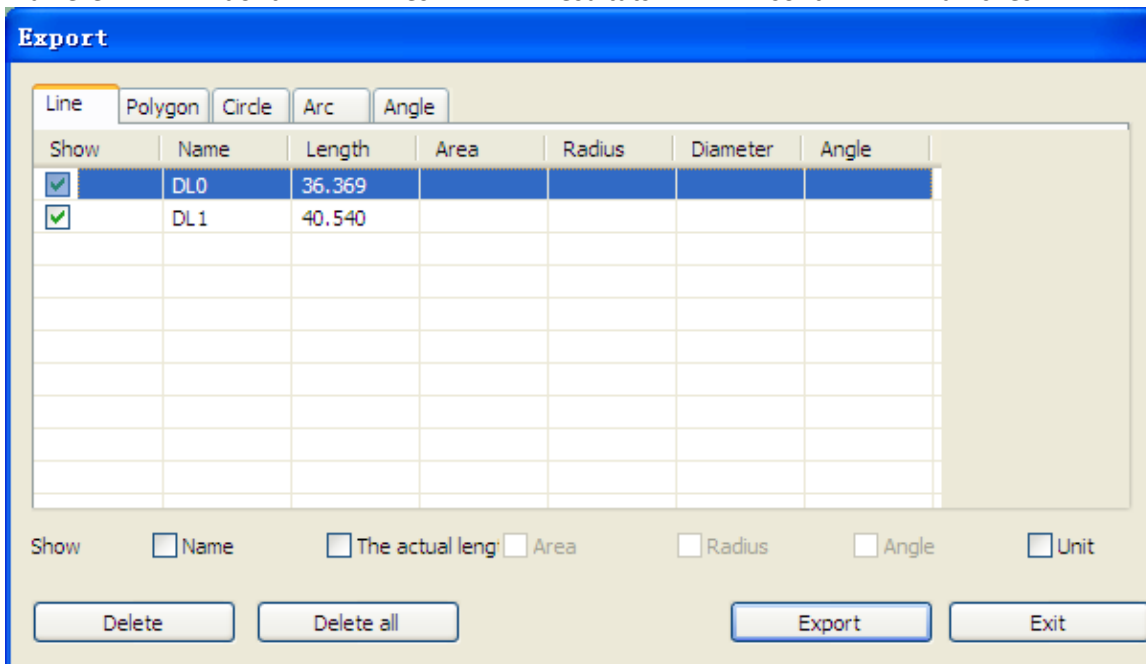 Export
Line Polygon Circle Arc Angle
Show Name Length Area Radius Diameter Angle
DL0 36.369
DL1 40.540
Show Name The actual leng Area Radius Angle Unit
Delete Delete all Export Exit